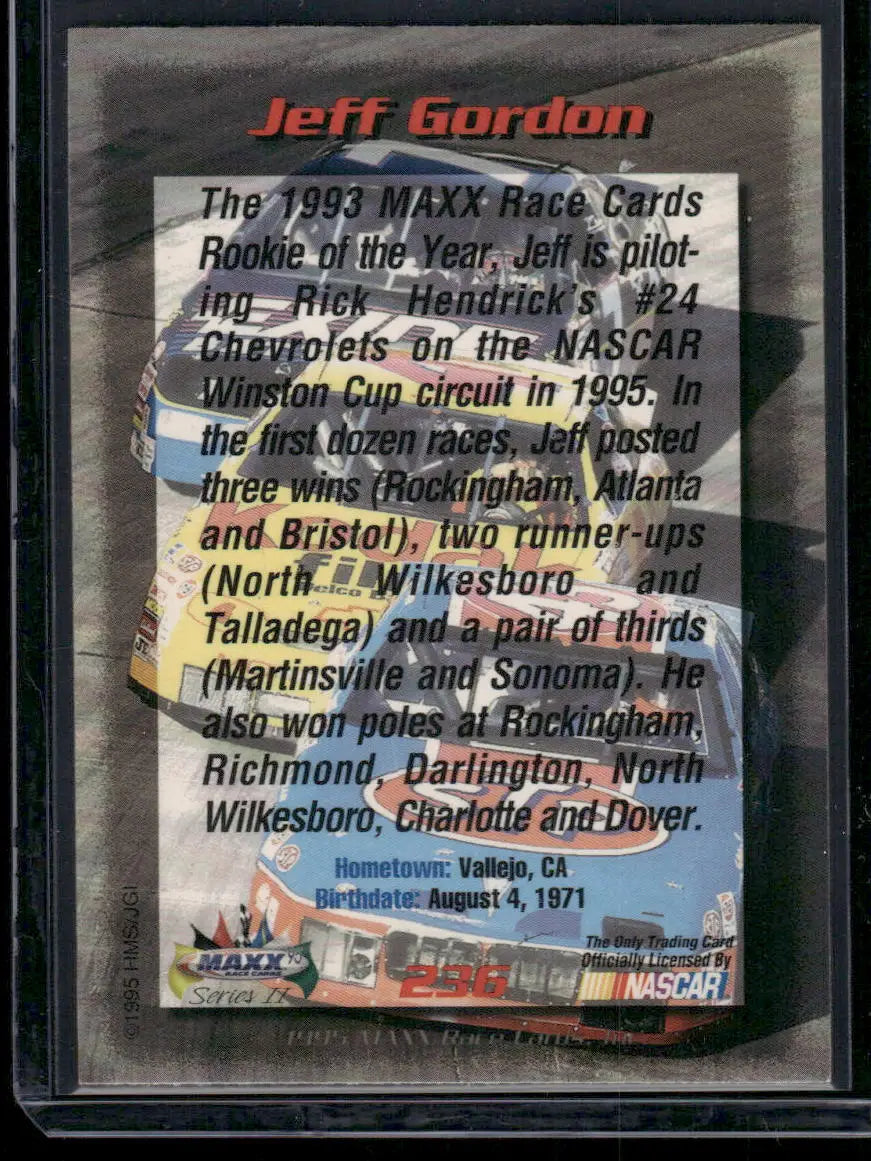 Jeff Gordon
The 1993 MAXX Race Cards
Rookie of the Year, Jeff is pilot-
ing Rick Hendrick's #24
Chevrolets on the NASCAR
Winston Cup circuit in 1995. In
the first dozen races, Jeff posted
three wins (Rockingham, Atlanta
and Bristol), two runner-ups
(North Wilkesboro and
Talladega) and a pair of thirds
(Martinsville and Sonoma). He
also won poles at Rockingham,
Richmond, Darlington, North
Wilkesboro, Charlotte and Dover.
Hometown: Vallejo, CA
Birthdate: August 4, 1971
The Only Trading Card
Officially Licensed By
NASCAR
MAXX
RACE CARDS
Series II
236
©1995 HMS/JGI
EXIDE
STP